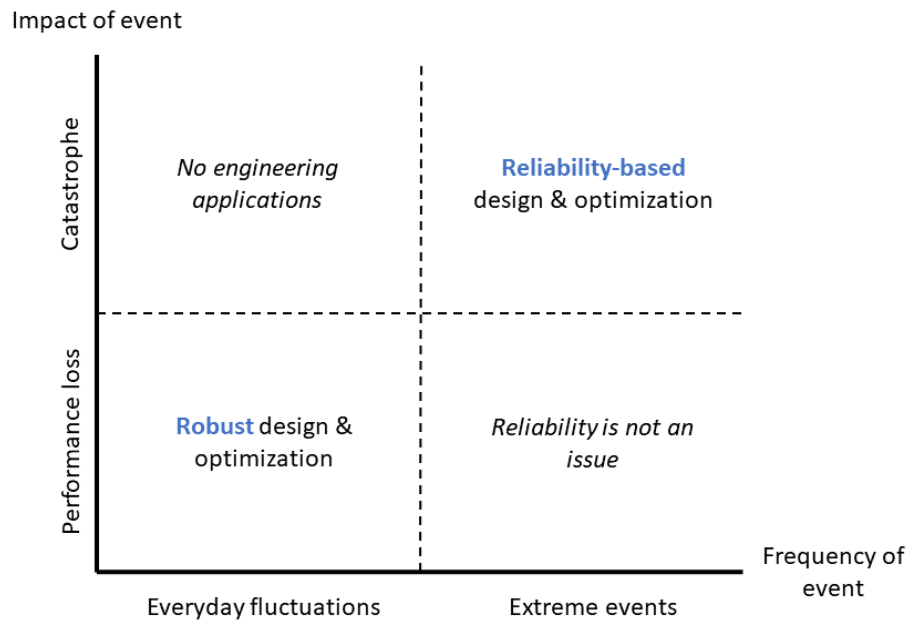 Impact of event
Catastrophe
No engineering
applications
Reliability-based
design & optimization
Performance loss
Robust design &
optimization
Reliability is not an
issue
Frequency of
event
Everyday fluctuations
Extreme events